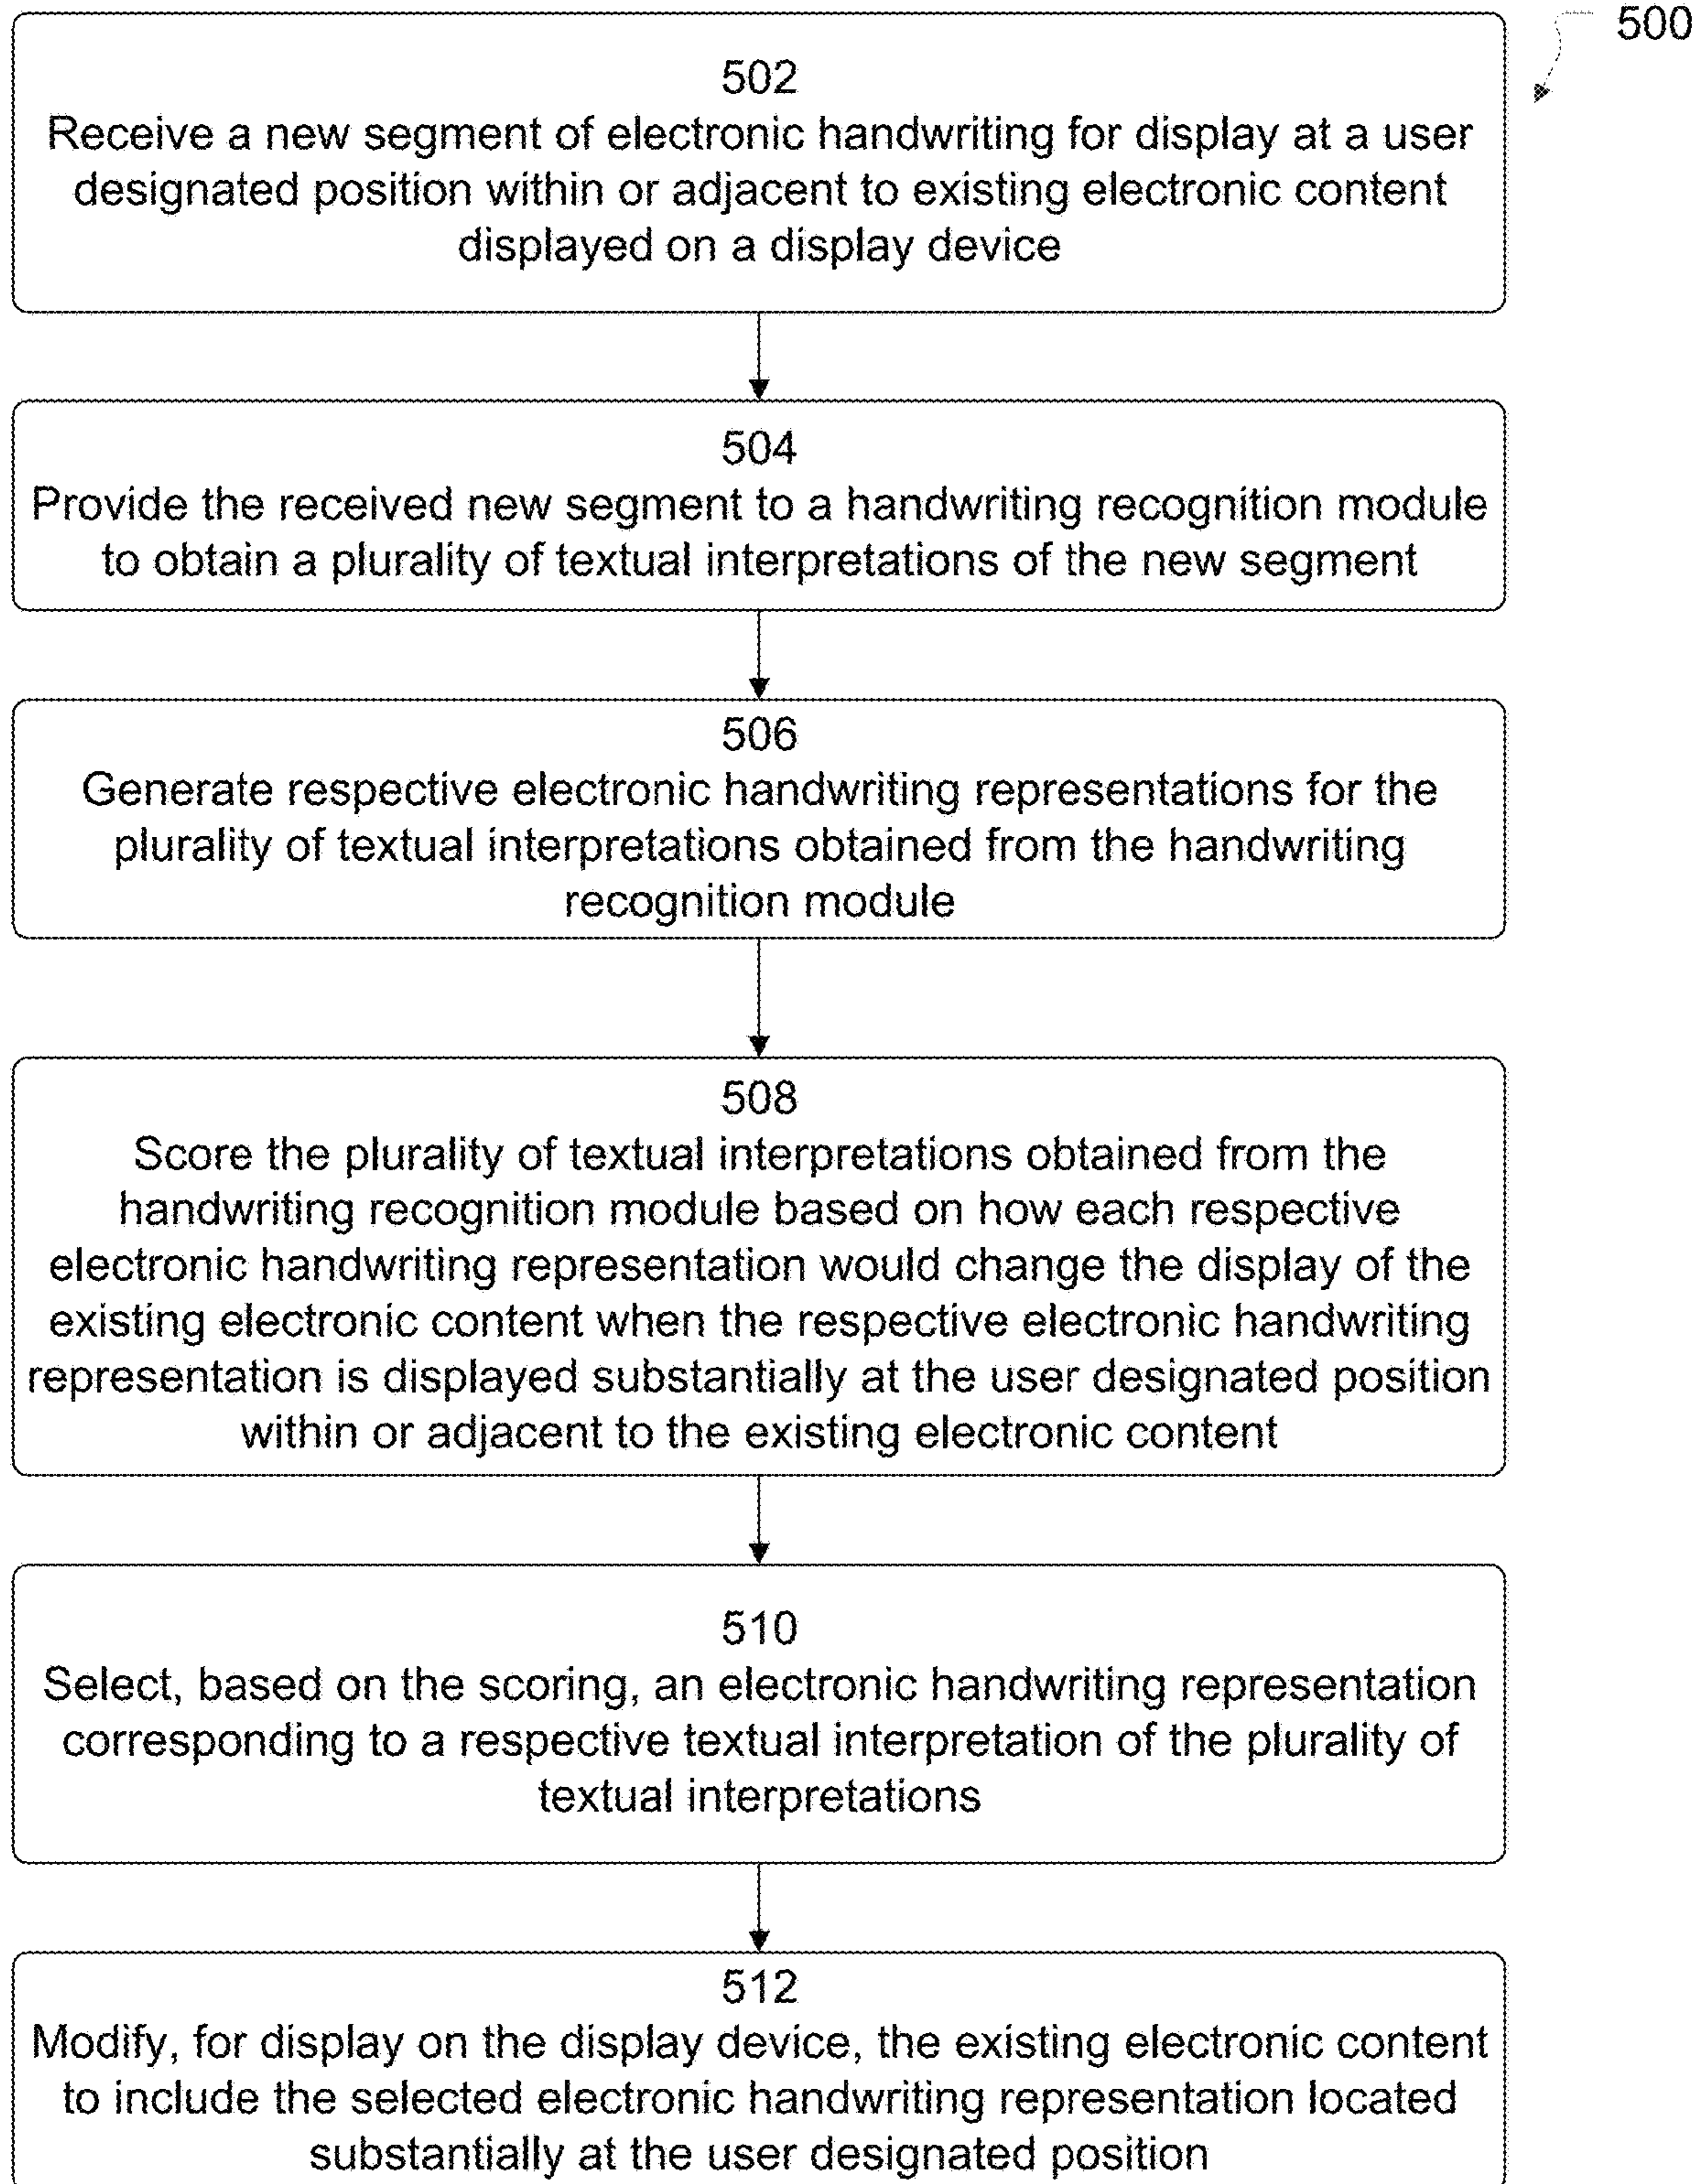 500
502
Receive a new segment of electronic handwriting for display at a user
designated position within or adjacent to existing electronic content
displayed on a display device
504
Provide the received new segment to a handwriting recognition module
to obtain a plurality of textual interpretations of the new segment
506
Generate respective electronic handwriting representations for the
plurality of textual interpretations obtained from the handwriting
recognition module
508
Score the plurality of textual interpretations obtained from the
handwriting recognition module based on how each respective
electronic handwriting representation would change the display of the
existing electronic content when the respective electronic handwriting
representation is displayed substantially at the user designated position
within or adjacent to the existing electronic content
510
Select, based on the scoring, an electronic handwriting representation
corresponding to a respective textual interpretation of the plurality of
textual interpretations
512
Modify, for display on the display device, the existing electronic content
to include the selected electronic handwriting representation located
substantially at the user designated position